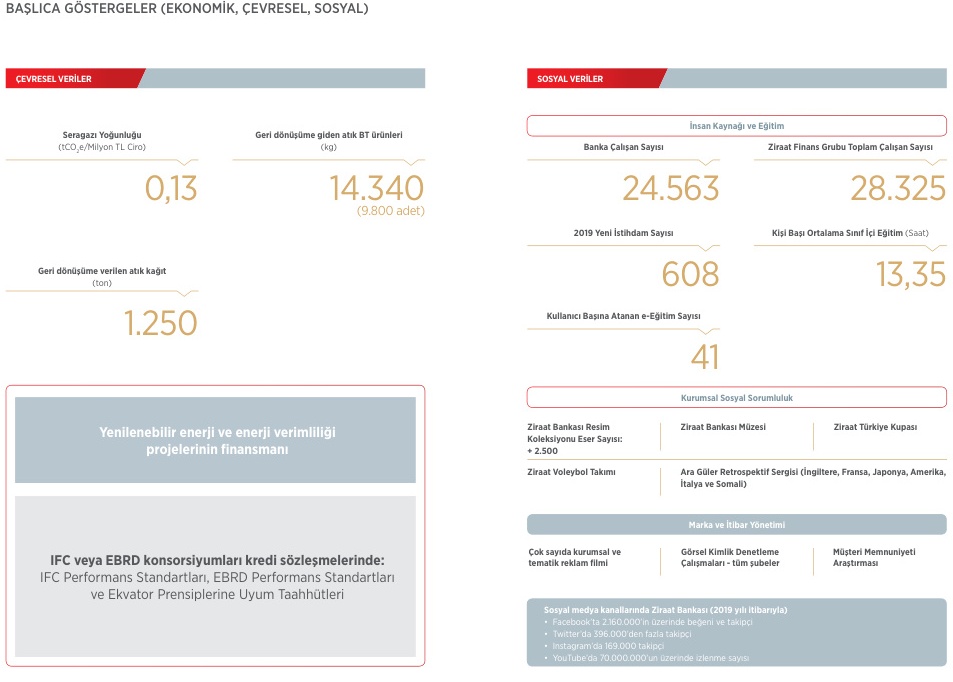 BAŞLICA GÖSTERGELER (EKONOMİK, ÇEVRESEL, SOSYAL)
ÇEVRESEL VERİLER
Seragazı Yoğunluğu
(tCO₂e/Milyon TL Ciro)
0,13
Geri dönüşüme giden atık BT ürünleri
(kg)
14.340
(9.800 adet)
Geri dönüşüme verilen atık kağıt
(ton)
1.250
Yenilenebilir enerji ve enerji verimliliği
projelerinin finansmanı
IFC veya EBRD konsorsiyumları kredi sözleşmelerinde:
IFC Performans Standartları, EBRD Performans Standartları
ve Ekvator Prensiplerine Uyum Taahhütleri
SOSYAL VERİLER
İnsan Kaynağı ve Eğitim
Banka Çalışan Sayısı
24.563
Ziraat Finans Grubu Toplam Çalışan Sayısı
28.325
2019 Yeni İstihdam Sayısı
608
Kişi Başı Ortalama Sınıf İçi Eğitim (Saat)
13,35
Kullanıcı Başına Atanan e-Eğitim Sayısı
41
Kurumsal Sosyal Sorumluluk
Ziraat Bankası Resim
Koleksiyonu Eser Sayısı:
+ 2.500
Ziraat Bankası Müzesi
Ziraat Türkiye Kupası
Ziraat Voleybol Takımı
Ara Güler Retrospektif Sergisi (İngiltere, Fransa, Japonya, Amerika,
İtalya ve Somali)
Marka ve İtibar Yönetimi
Çok sayıda kurumsal ve
tematik reklam filmi
Görsel Kimlik Denetleme
Çalışmaları - tüm şubeler
Müşteri Memnuniyeti
Araştırması
Sosyal medya kanallarında Ziraat Bankası (2019 yılı itibarıyla)
• Facebook'ta 2.160.000'in üzerinde beğeni ve takipçi
• Twitter'da 396.000'den fazla takipçi
• Instagram'da 169.000 takipçi
• YouTube'da 70.000.000'un üzerinde izlenme sayısı